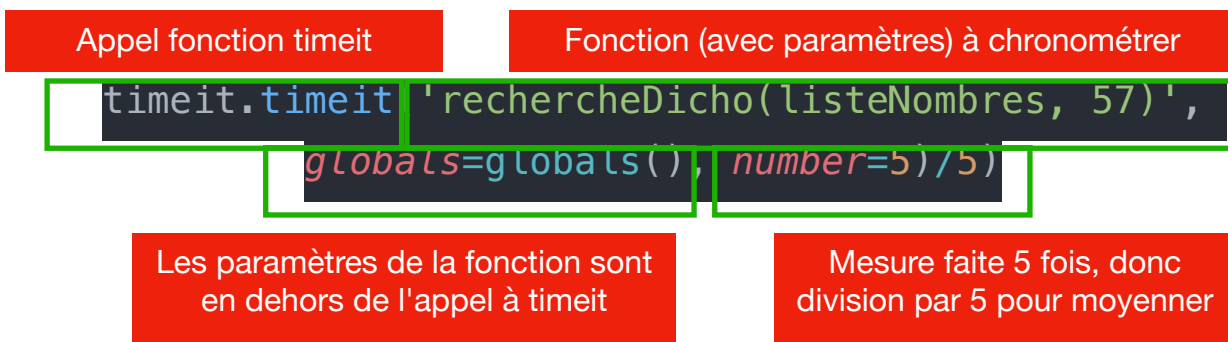 Appel fonction timeit
Fonction (avec paramètres) à chronométrer
timeit.timeit 'rechercheDicho(listeNombres, 57)',
globals=globals(), number=5)/5)
Les paramètres de la fonction sont
en dehors de l'appel à timeit
Mesure faite 5 fois, donc
division par 5 pour moyenner